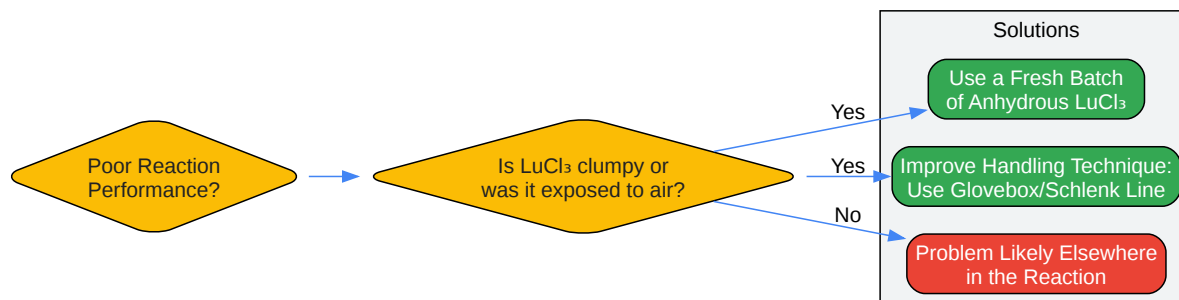 Poor Reaction
Performance?
Is LuCl₃ clumpy or
was it exposed to air?
Yes
Yes
No
Solutions
Use a Fresh Batch
of Anhydrous LuCl₃
Improve Handling Technique:
Use Glovebox/Schlenk Line
Problem Likely Elsewhere
in the Reaction